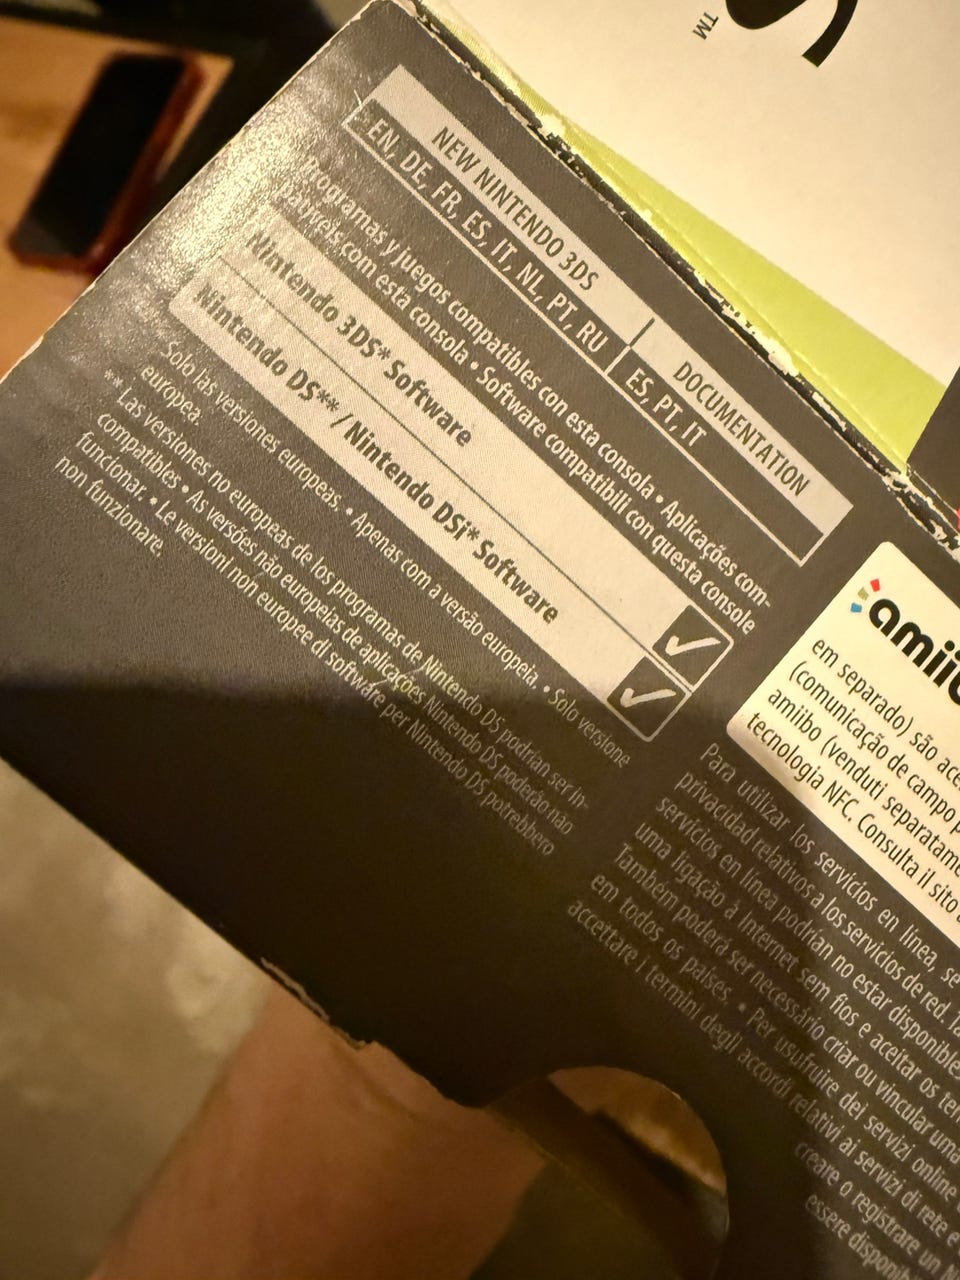 S
TM
NEW NINTENDO 3DS DOCUMENTATION
EN, DE, FR, ES, IT, NL, PT, RU ES, PT, IT
Programas y juegos compatibles con esta consola • Aplicações com-
patíveis com esta consola • Software compatibili con questa console
Nintendo 3DS* Software ✓
Nintendo DS** / Nintendo DSi* Software ✓
* Solo las versiones europeas. • Apenas com a versão europeia. • Solo versione
europea.
** Las versiones no europeas de los programas de Nintendo DS podrían ser in-
compatibles • As versões não europeias de aplicações Nintendo DS poderão não
funcionar. • Le versioni non europee di software per Nintendo DS potrebbero
non funzionare.
amiibo
em separado) são ace
(comunicação de campo p
amiibo (venduti separatame
tecnologia NFC. Consulta il sito a
Para utilizar los servicios en línea, se
privacidad relativos a los servicios de red.
servicios en línea podrían no estar disponible
uma ligação à Internet sem fios e aceitar os ter
Também poderá ser necessário criar ou vincular uma
em todos os países. • Per usufruire dei servizi online
accettare i termini degli accordi relativi ai servizi di rete e
creare o registrare un N
essere disponib